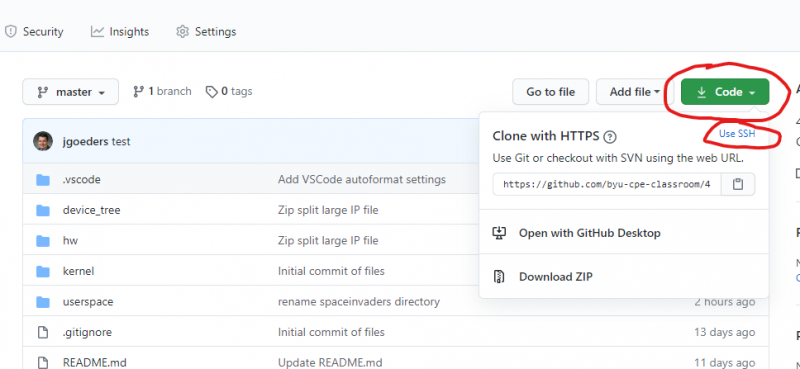 Security Insights Settings
master 1 branch 0 tags Go to file Add file Code
jgoeders test
Clone with HTTPS Use SSH
Use Git or checkout with SVN using the web URL.
https://github.com/byu-cpe-classroom/4
Open with GitHub Desktop
Download ZIP
.vscode Add VSCode autoformat settings
device_tree Zip split large IP file
hw Zip split large IP file
kernel Initial commit of files
userspace rename spaceinvaders directory 2 hours ago
.gitignore Initial commit of files 13 days ago
README.md Update README.md 11 days ago